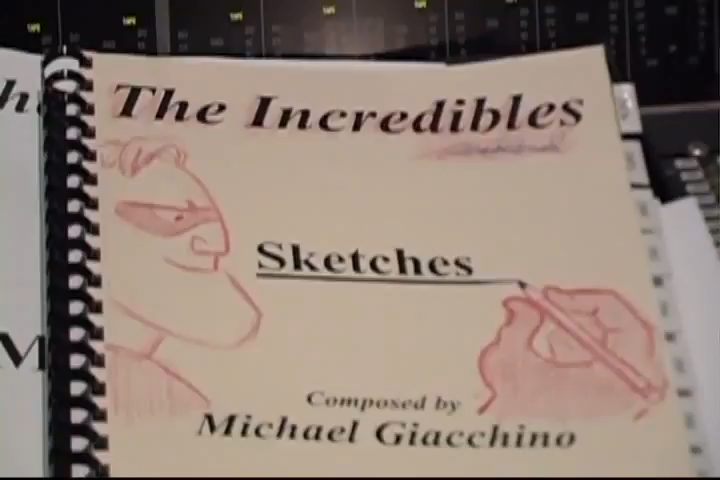 The Incredibles
Sketches
Composed by
Michael Giacchino